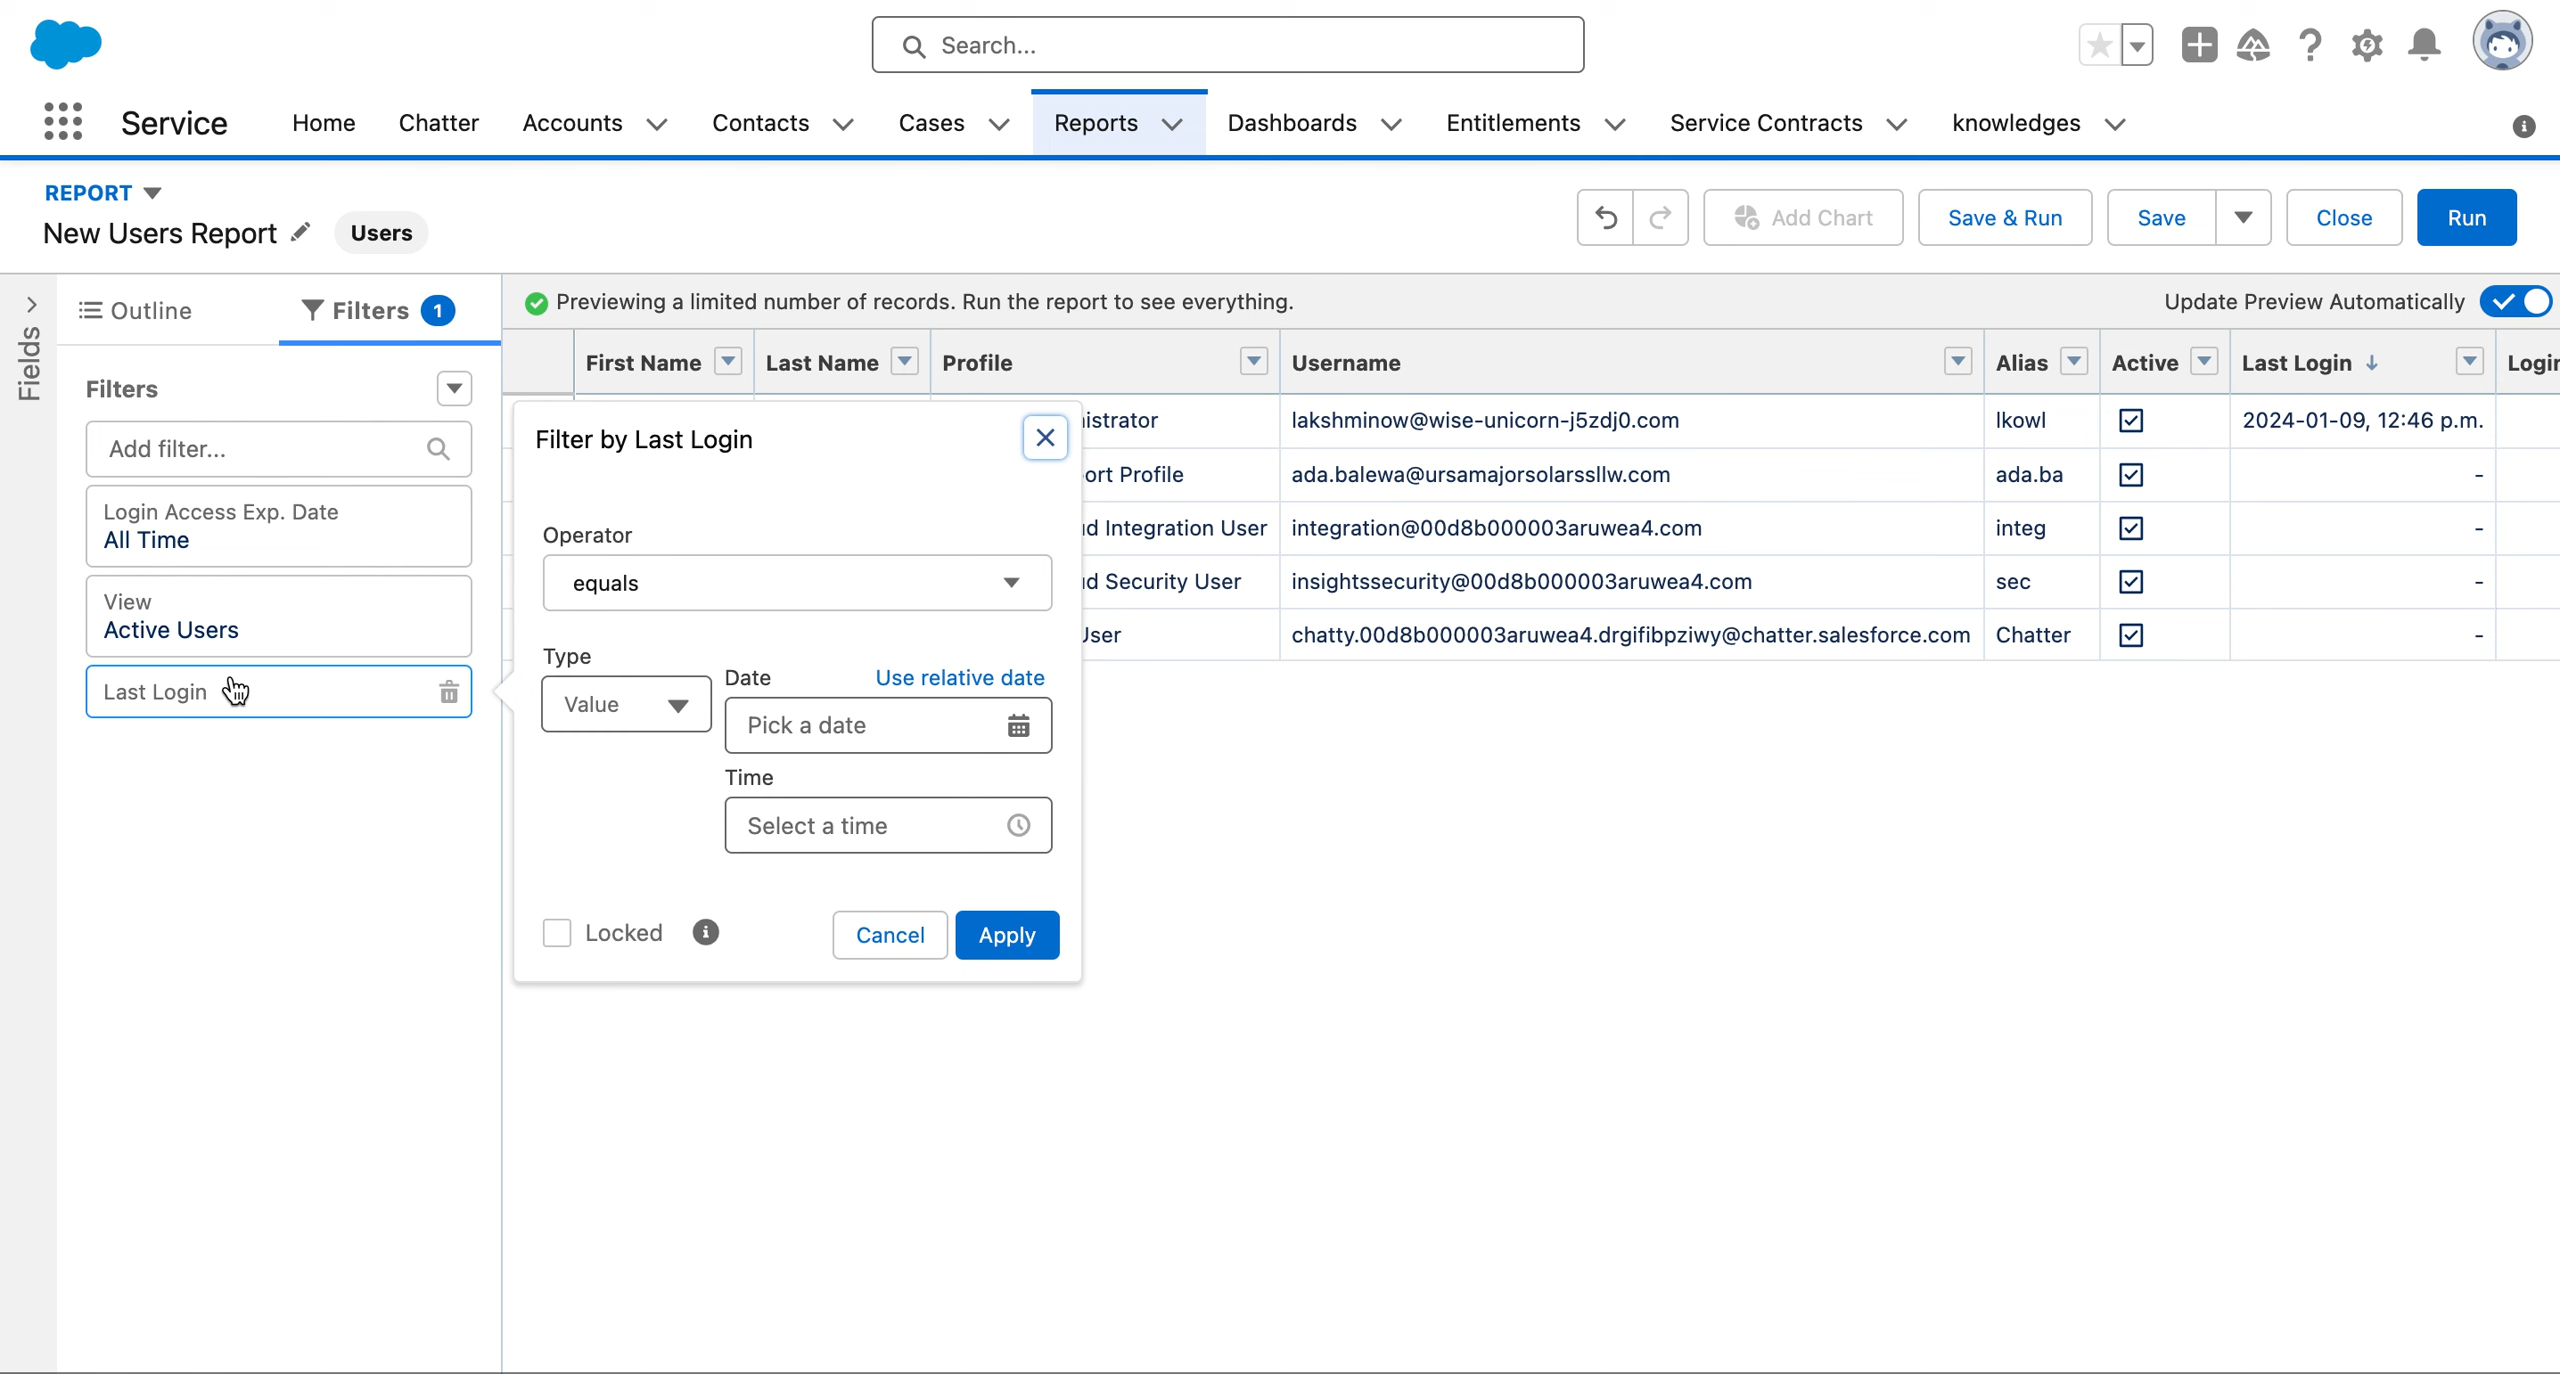 Search...
Service
Home
Chatter
Accounts
Contacts
Cases
Reports
Dashboards
Entitlements
Service Contracts
knowledges
REPORT
New Users Report
Users
Add Chart
Save & Run
Save
Close
Run
Fields
Outline
Filters 1
Previewing a limited number of records. Run the report to see everything.
Update Preview Automatically
Filters
Add filter...
Login Access Exp. Date
All Time
View
Active Users
Last Login
First Name Last Name Profile Username Alias Active Last Login Login
istrator lakshminow@wise-unicorn-j5zdj0.com lkowl 2024-01-09, 12:46 p.m.
ort Profile ada.balewa@ursamajorsolarssllw.com ada.ba -
d Integration User integration@00d8b000003aruwea4.com integ -
d Security User insightssecurity@00d8b000003aruwea4.com sec -
User chatty.00d8b000003aruwea4.drgifibpziwy@chatter.salesforce.com Chatter -
Filter by Last Login
Operator
equals
Type
Value
Date
Use relative date
Pick a date
Time
Select a time
Locked
Cancel
Apply